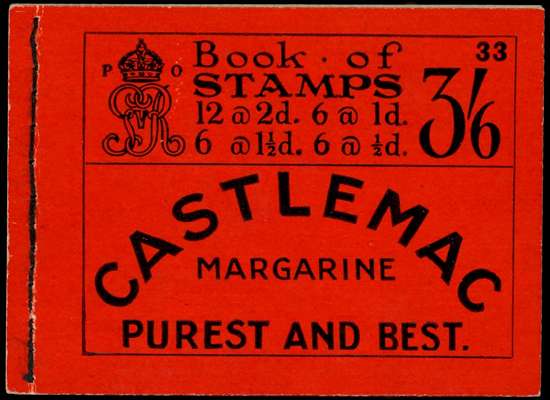 33
P O
Book · of
STAMPS
12 @ 2d. 6 @ 1d.
6 @ 1½d. 6 @ ½d.
3/6
CASTLEMAC
MARGARINE
PUREST AND BEST.